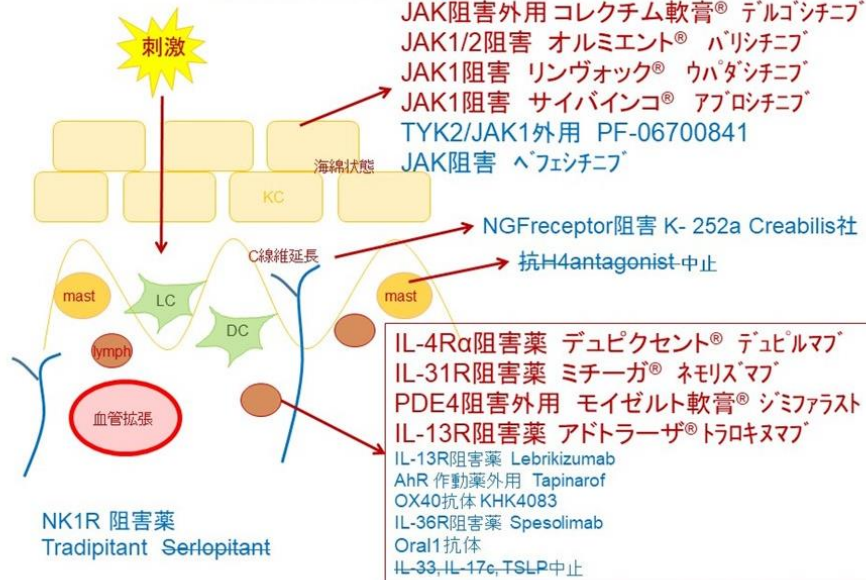 刺激
JAK阻害外用 コレクチム軟膏® デルゴシチニブ
JAK1/2阻害 オルミエント® バリシチニブ
JAK1阻害 リンヴォック® ウパダシチニブ
JAK1阻害 サイバインコ® アブロシチニブ
TYK2/JAK1外用 PF-06700841
JAK阻害 ベフェシチニブ
海綿状態
KC
NGFreceptor阻害 K- 252a Creabilis社
C線維延長
抗H4antagonist 中止
mast
LC
mast
DC
lymph
血管拡張
IL-4Rα阻害薬 デュピクセント® デュピルマブ
IL-31R阻害薬 ミチーガ® ネモリズマブ
PDE4阻害外用 モイゼルト軟膏® ジミファラスト
IL-13R阻害薬 アドトラーザ® トラロキヌマブ
IL-13R阻害薬 Lebrikizumab
AhR 作動薬外用 Tapinarof
OX40抗体 KHK4083
IL-36R阻害薬 Spesolimab
Oral1抗体
IL-33, IL-17c, TSLP中止
NK1R 阻害薬
Tradipitant Serlopitant